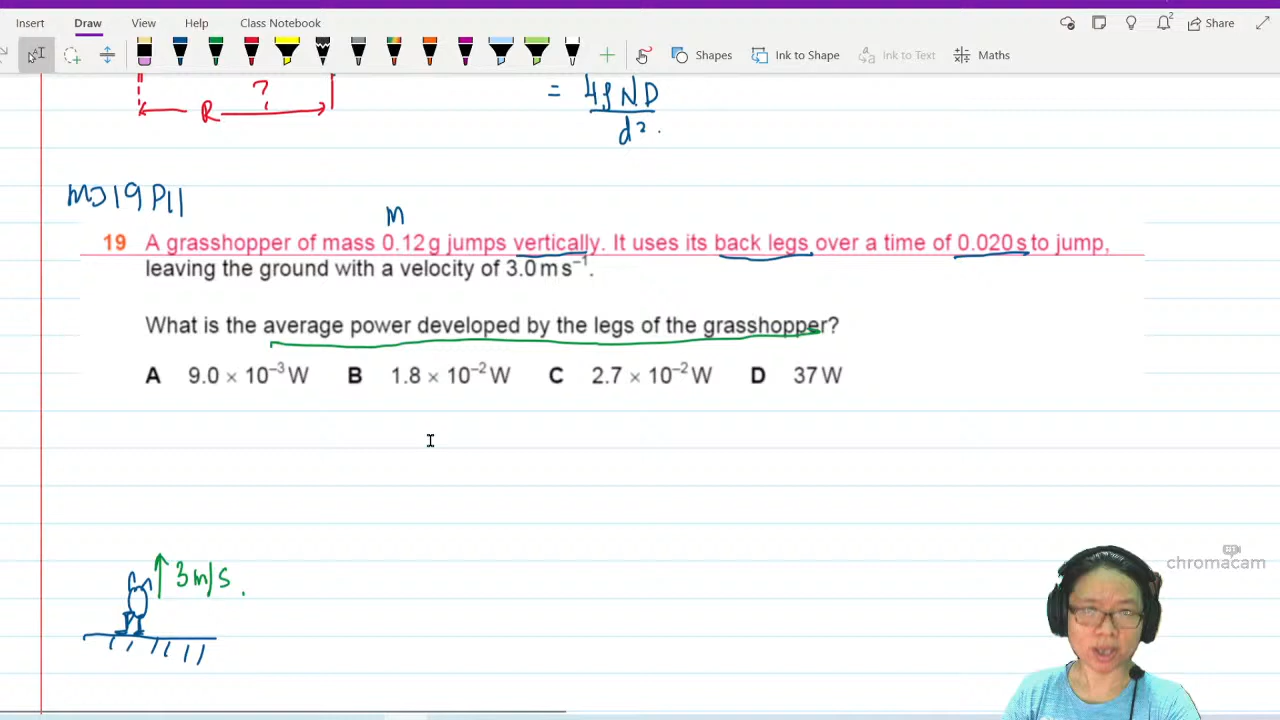 Insert Draw View Help Class Notebook 2 Share
Shapes Ink to Shape Ink to Text Maths
R ?
= 4ρND
d²
MJ19 P11
m
19 A grasshopper of mass 0.12 g jumps vertically. It uses its back legs over a time of 0.020 s to jump,
leaving the ground with a velocity of 3.0 m s⁻¹.
What is the average power developed by the legs of the grasshopper?
A 9.0 × 10⁻³ W B 1.8 × 10⁻² W C 2.7 × 10⁻² W D 37 W
3 m/s.
chromacam